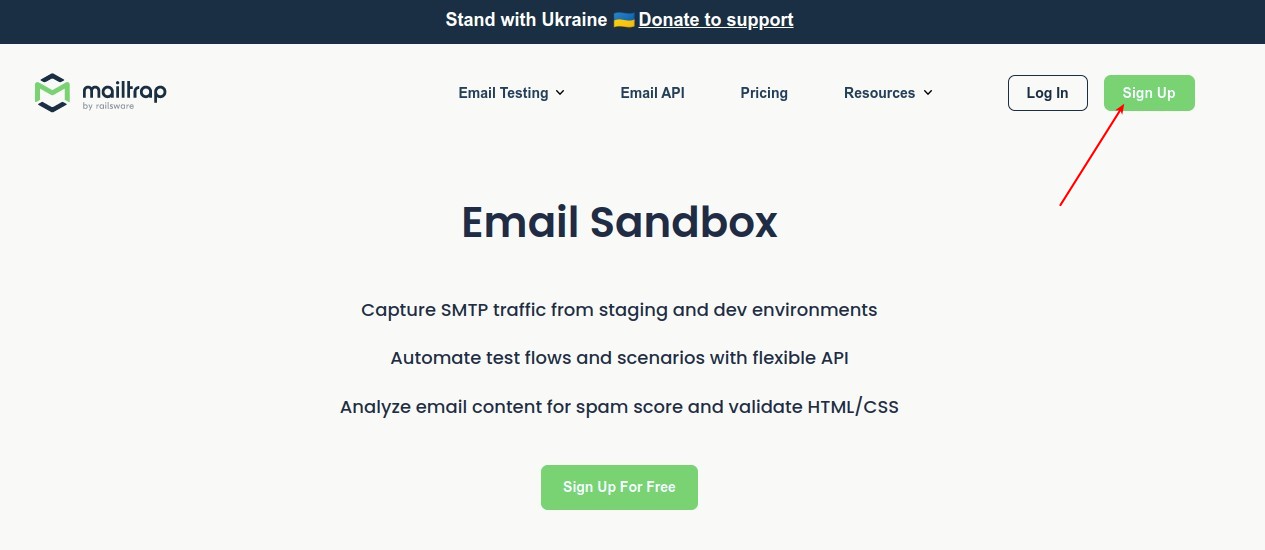 Stand with Ukraine 🇺🇦 Donate to support
mailtrap
by railsware
Email Testing
Email API
Pricing
Resources
Log In
Sign Up
Email Sandbox
Capture SMTP traffic from staging and dev environments
Automate test flows and scenarios with flexible API
Analyze email content for spam score and validate HTML/CSS
Sign Up For Free